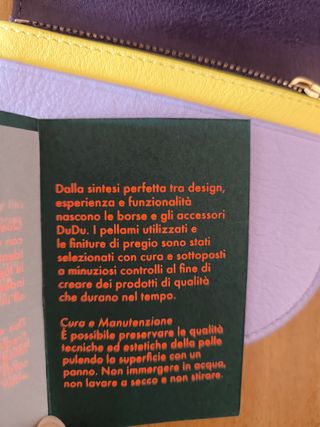 Dalla sintesi perfetta tra design,
esperienza e funzionalità
nascono le borse e gli accessori
DuDu. I pellami utilizzati e
le finiture di pregio sono stati
selezionati con cura e sottoposti
a minuziosi controlli al fine di
creare dei prodotti di qualità
che durano nel tempo.
Cura e Manutenzione
È possibile preservare le qualità
tecniche ed estetiche della pelle
pulendo la superficie con un
panno. Non immergere in acqua,
non lavare a secco e non stirare.